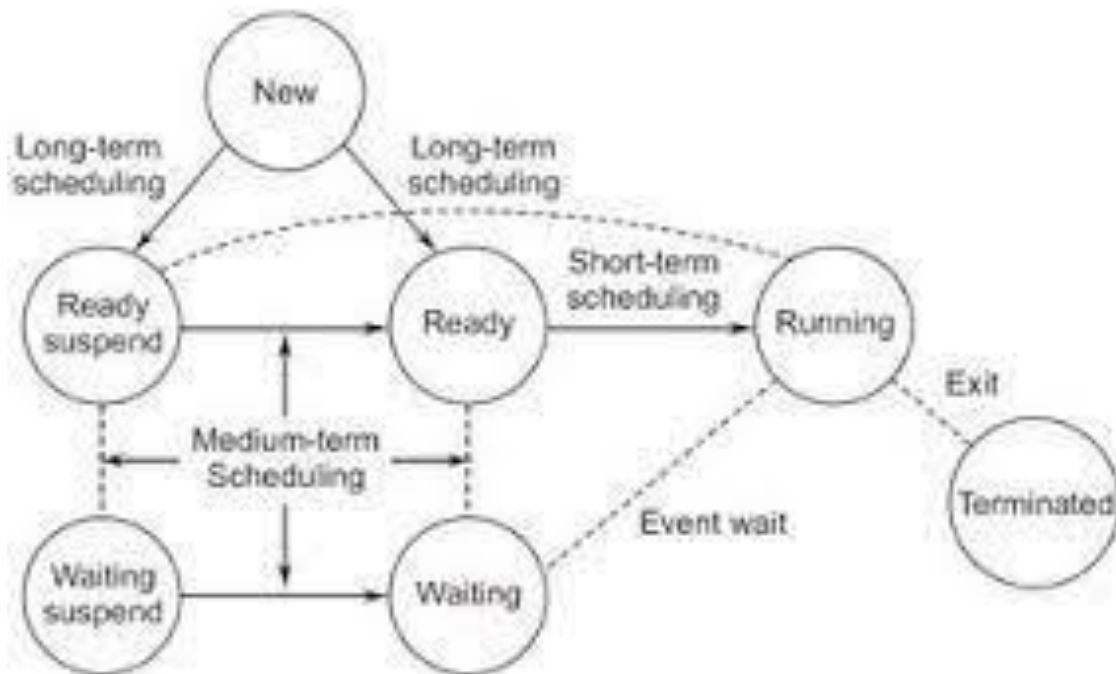 New
Long-term
scheduling
Long-term
scheduling
Ready
suspend
Ready
Short-term
scheduling
Running
Exit
Medium-term
Scheduling
Terminated
Event wait
Waiting
suspend
Waiting